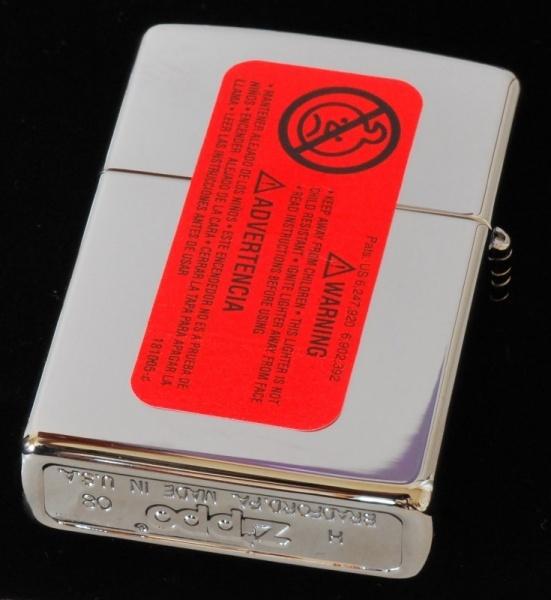 Pats: US 6,247,920 6,902,392
⚠ WARNING
• KEEP AWAY FROM CHILDREN • THIS LIGHTER IS NOT
CHILD RESISTANT • IGNITE LIGHTER AWAY FROM FACE
• READ INSTRUCTIONS BEFORE USING
⚠ ADVERTENCIA
• MANTENER ALEJADO DE LOS NIÑOS • ESTE ENCENDEDOR NO ES A PRUEBA DE
NIÑOS • ENCENDER ALEJADO DE LA CARA • CERRAR LA TAPA PARA APAGAR LA
LLAMA • LEER LAS INSTRUCCIONES ANTES DE USAR
181065-c
H zippo ® 08
BRADFORD, PA. MADE IN U.S.A.